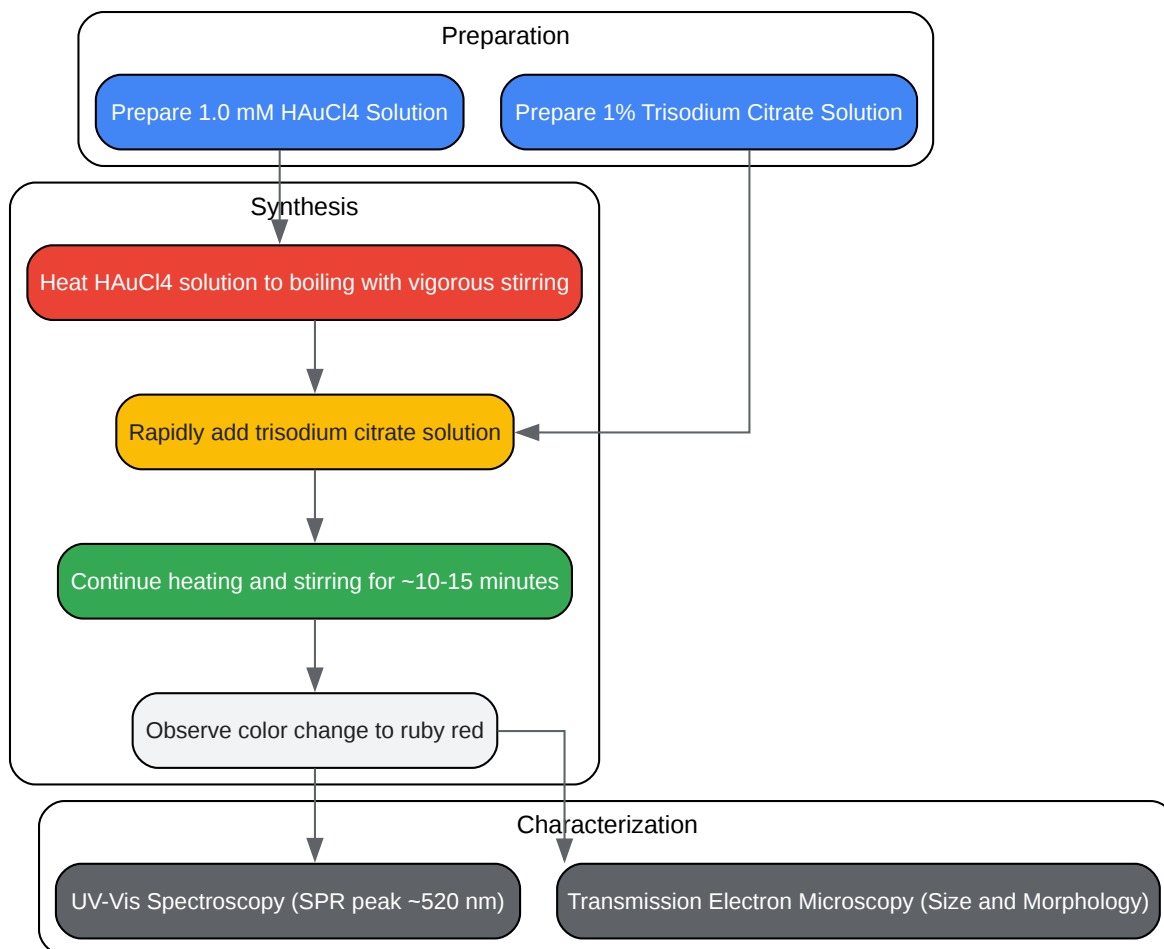 Preparation
Prepare 1.0 mM HAuCl4 Solution
Prepare 1% Trisodium Citrate Solution
Synthesis
Heat HAuCl4 solution to boiling with vigorous stirring
Rapidly add trisodium citrate solution
Continue heating and stirring for ~10-15 minutes
Observe color change to ruby red
Characterization
UV-Vis Spectroscopy (SPR peak ~520 nm)
Transmission Electron Microscopy (Size and Morphology)